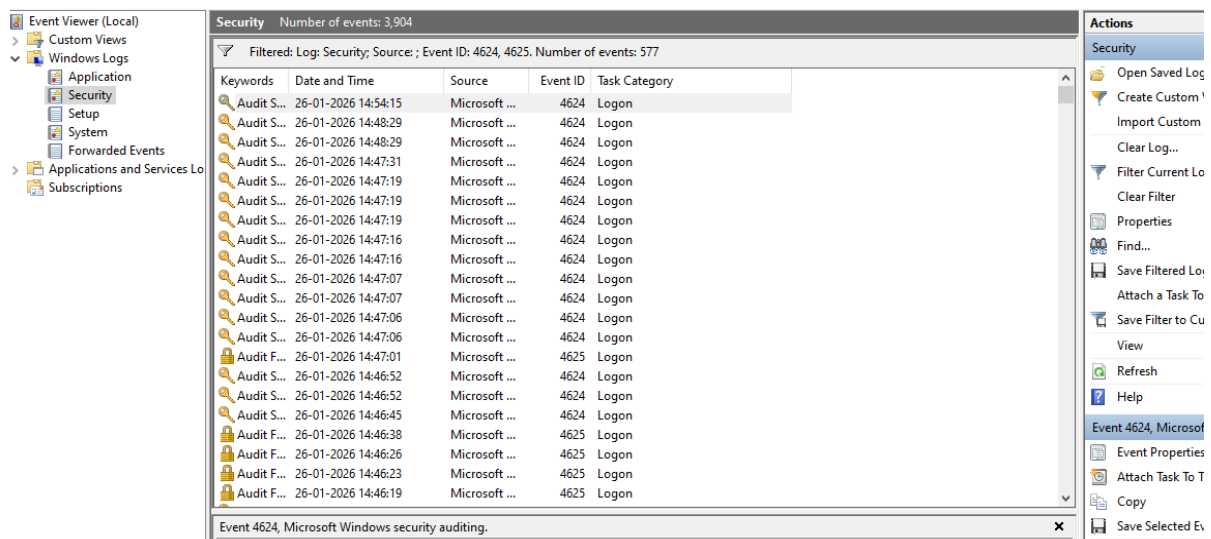 Event Viewer (Local)
Custom Views
Windows Logs
Application
Security
Setup
System
Forwarded Events
Applications and Services Lo
Subscriptions
Security Number of events: 3,904
Filtered: Log: Security; Source: ; Event ID: 4624, 4625. Number of events: 577
Keywords Date and Time Source Event ID Task Category
Audit S... 26-01-2026 14:54:15 Microsoft ... 4624 Logon
Audit S... 26-01-2026 14:48:29 Microsoft ... 4624 Logon
Audit S... 26-01-2026 14:48:29 Microsoft ... 4624 Logon
Audit S... 26-01-2026 14:47:31 Microsoft ... 4624 Logon
Audit S... 26-01-2026 14:47:19 Microsoft ... 4624 Logon
Audit S... 26-01-2026 14:47:19 Microsoft ... 4624 Logon
Audit S... 26-01-2026 14:47:19 Microsoft ... 4624 Logon
Audit S... 26-01-2026 14:47:16 Microsoft ... 4624 Logon
Audit S... 26-01-2026 14:47:16 Microsoft ... 4624 Logon
Audit S... 26-01-2026 14:47:07 Microsoft ... 4624 Logon
Audit S... 26-01-2026 14:47:07 Microsoft ... 4624 Logon
Audit S... 26-01-2026 14:47:06 Microsoft ... 4624 Logon
Audit S... 26-01-2026 14:47:06 Microsoft ... 4624 Logon
Audit F... 26-01-2026 14:47:01 Microsoft ... 4625 Logon
Audit S... 26-01-2026 14:46:52 Microsoft ... 4624 Logon
Audit S... 26-01-2026 14:46:52 Microsoft ... 4624 Logon
Audit S... 26-01-2026 14:46:45 Microsoft ... 4624 Logon
Audit F... 26-01-2026 14:46:38 Microsoft ... 4625 Logon
Audit F... 26-01-2026 14:46:26 Microsoft ... 4625 Logon
Audit F... 26-01-2026 14:46:23 Microsoft ... 4625 Logon
Audit F... 26-01-2026 14:46:19 Microsoft ... 4625 Logon
Event 4624, Microsoft Windows security auditing.
Actions
Security
Open Saved Log
Create Custom
Import Custom
Clear Log...
Filter Current Lo
Clear Filter
Properties
Find...
Save Filtered Lo
Attach a Task To
Save Filter to Cu
View
Refresh
Help
Event 4624, Microsof
Event Properties
Attach Task To T
Copy
Save Selected Ev